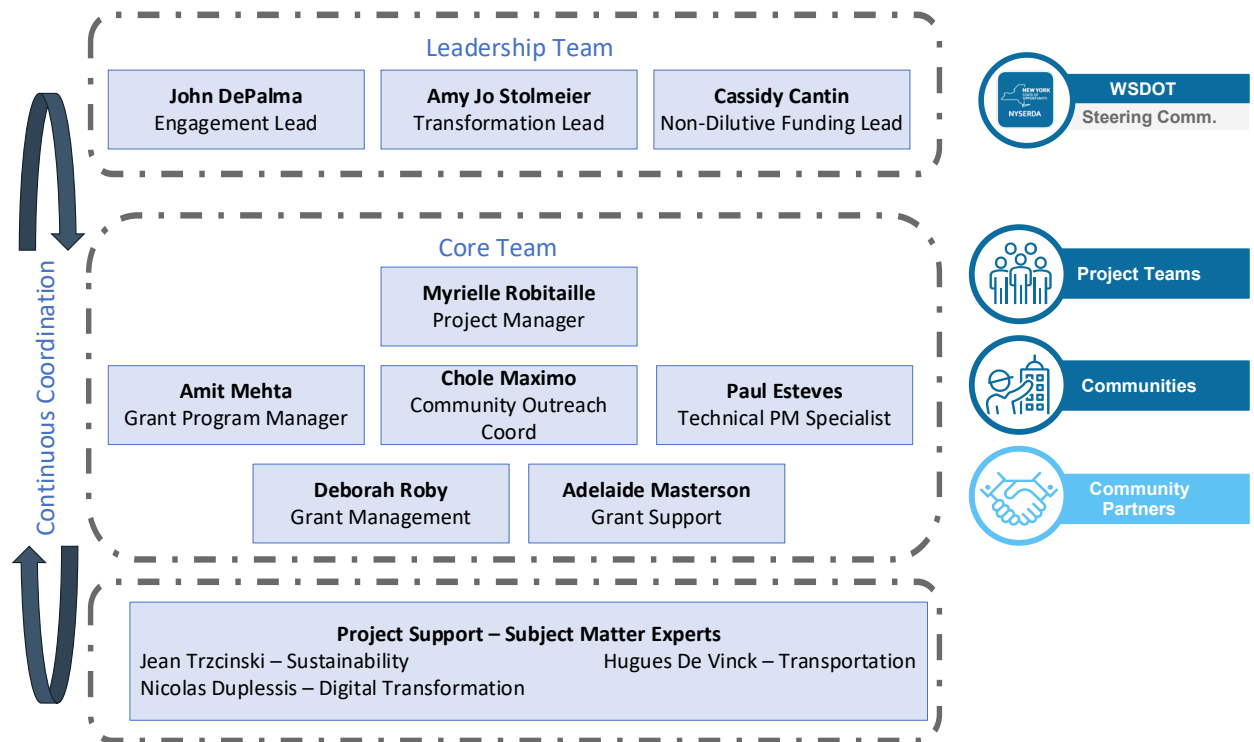 Leadership Team
John DePalma
Engagement Lead
Amy Jo Stolmeier
Transformation Lead
Cassidy Cantin
Non-Dilutive Funding Lead
NEW YORK
STATE OF
OPPORTUNITY.
NYSERDA
WSDOT
Steering Comm.
Continuous Coordination
Core Team
Myrielle Robitaille
Project Manager
Amit Mehta
Grant Program Manager
Chole Maximo
Community Outreach
Coord
Paul Esteves
Technical PM Specialist
Deborah Roby
Grant Management
Adelaide Masterson
Grant Support
Project Teams
Communities
Community
Partners
Project Support – Subject Matter Experts
Jean Trzcinski – Sustainability
Hugues De Vinck – Transportation
Nicolas Duplessis – Digital Transformation